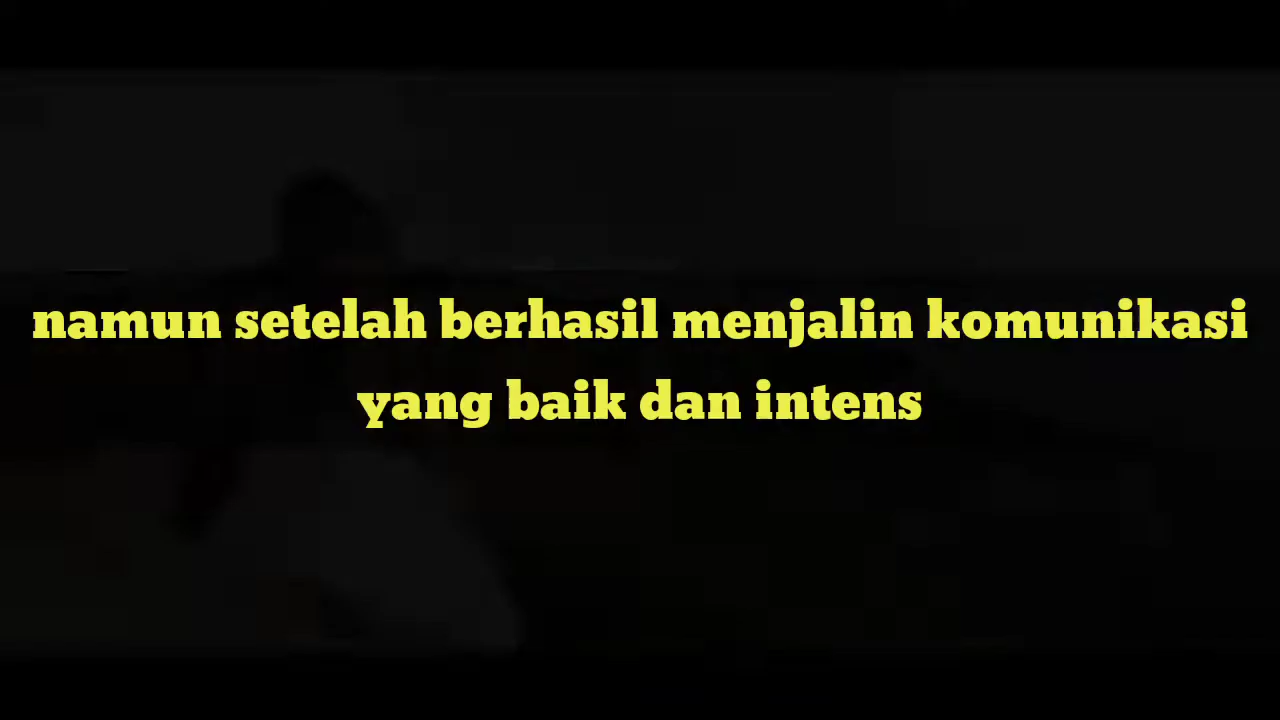 namun setelah berhasil menjalin komunikasi
yang baik dan intens